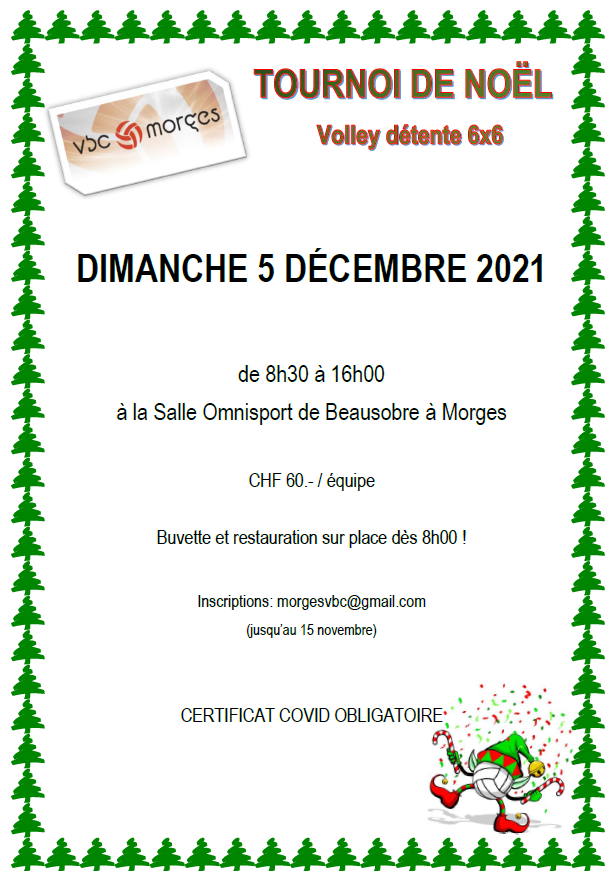 vbc morges
TOURNOI DE NOËL
Volley détente 6x6
DIMANCHE 5 DÉCEMBRE 2021
de 8h30 à 16h00
à la Salle Omnisport de Beausobre à Morges
CHF 60.- / équipe
Buvette et restauration sur place dès 8h00 !
Inscriptions: morgesvbc@gmail.com
(jusqu'au 15 novembre)
CERTIFICAT COVID OBLIGATOIRE